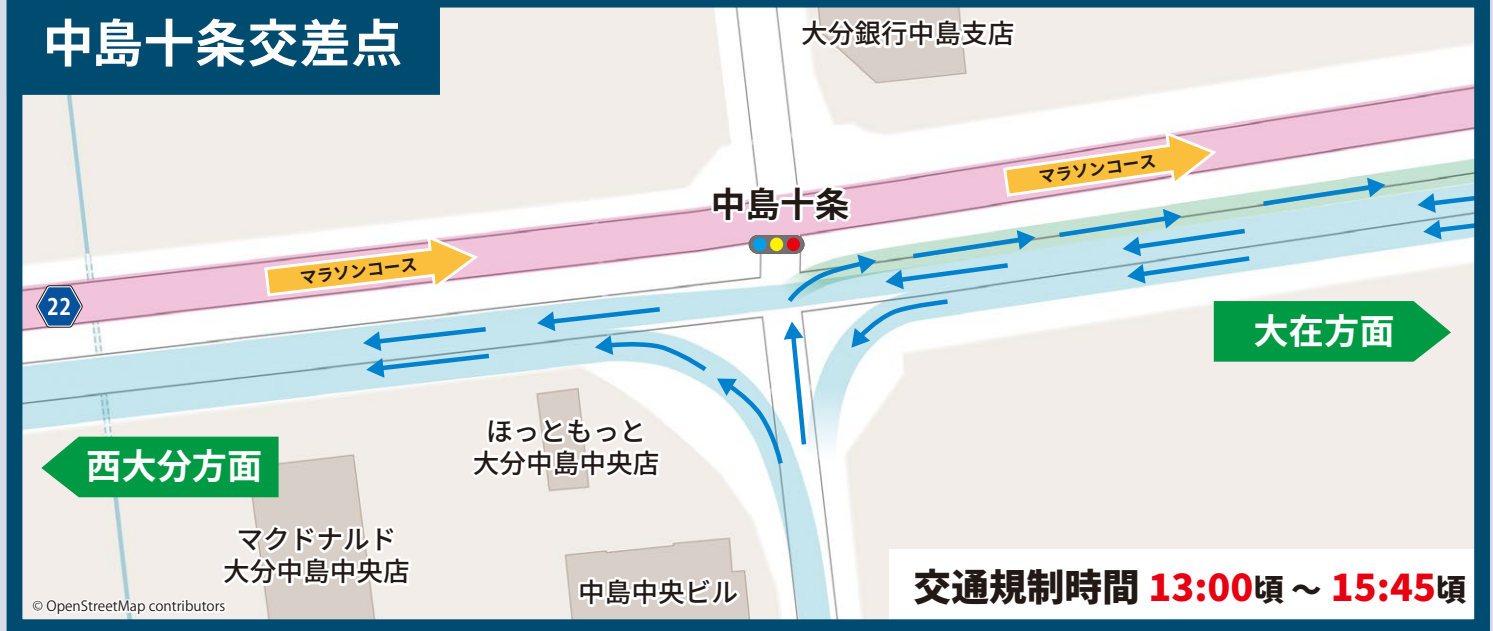 中島十条交差点
大分銀行中島支店
マラソンコース
中島十条
マラソンコース
22
大在方面
ほっともっと
大分中島中央店
西大分方面
マクドナルド
大分中島中央店
中島中央ビル
交通規制時間 13:00頃 ~ 15:45頃
© OpenStreetMap contributors